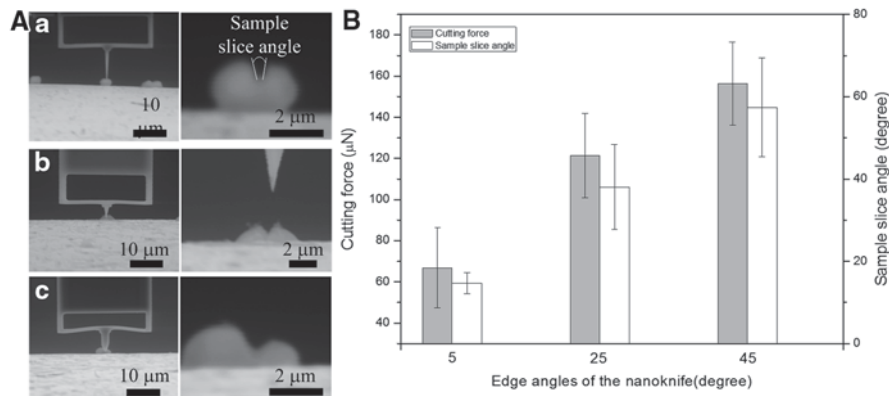 A
a
Sample
slice angle
10
µm
2 µm
b
10 µm
2 µm
c
10 µm
2 µm
B
Cutting force
Sample slice angle
Cutting force (µN)
180
160
140
120
100
80
60
40
Sample slice angle (degree)
80
60
40
20
0
5
25
45
Edge angles of the nanoknife(degree)